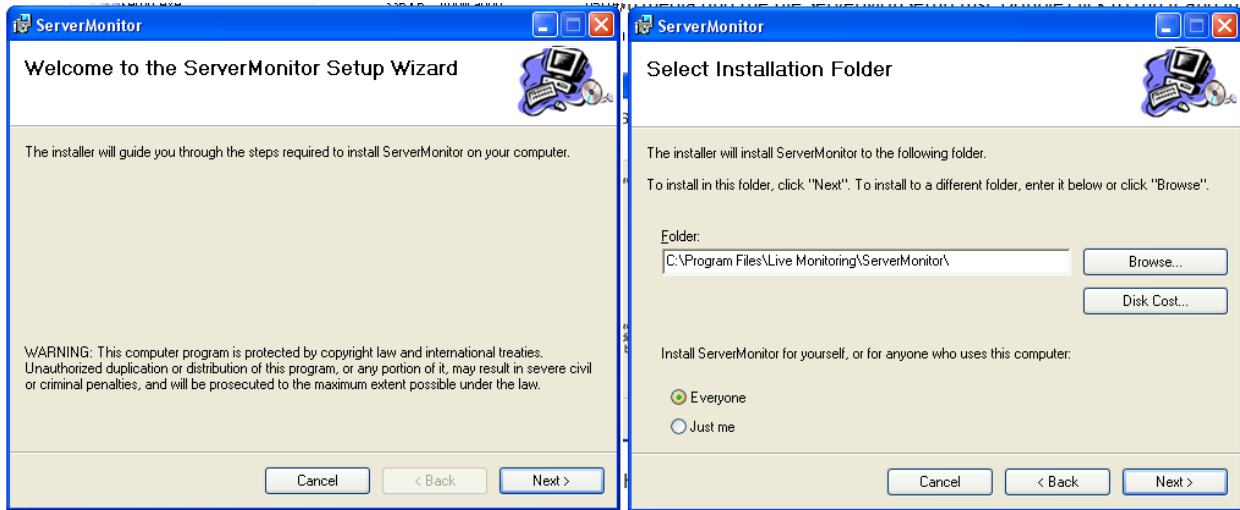 ServerMonitor
Welcome to the ServerMonitor Setup Wizard
The installer will guide you through the steps required to install ServerMonitor on your computer.
WARNING: This computer program is protected by copyright law and international treaties.
Unauthorized duplication or distribution of this program, or any portion of it, may result in severe civil
or criminal penalties, and will be prosecuted to the maximum extent possible under the law.
Cancel
< Back
Next >
ServerMonitor
Select Installation Folder
The installer will install ServerMonitor to the following folder.
To install in this folder, click "Next". To install to a different folder, enter it below or click "Browse".
Folder:
C:\Program Files\Live Monitoring\ServerMonitor\
Browse...
Disk Cost...
Install ServerMonitor for yourself, or for anyone who uses this computer:
Everyone
Just me
Cancel
< Back
Next >